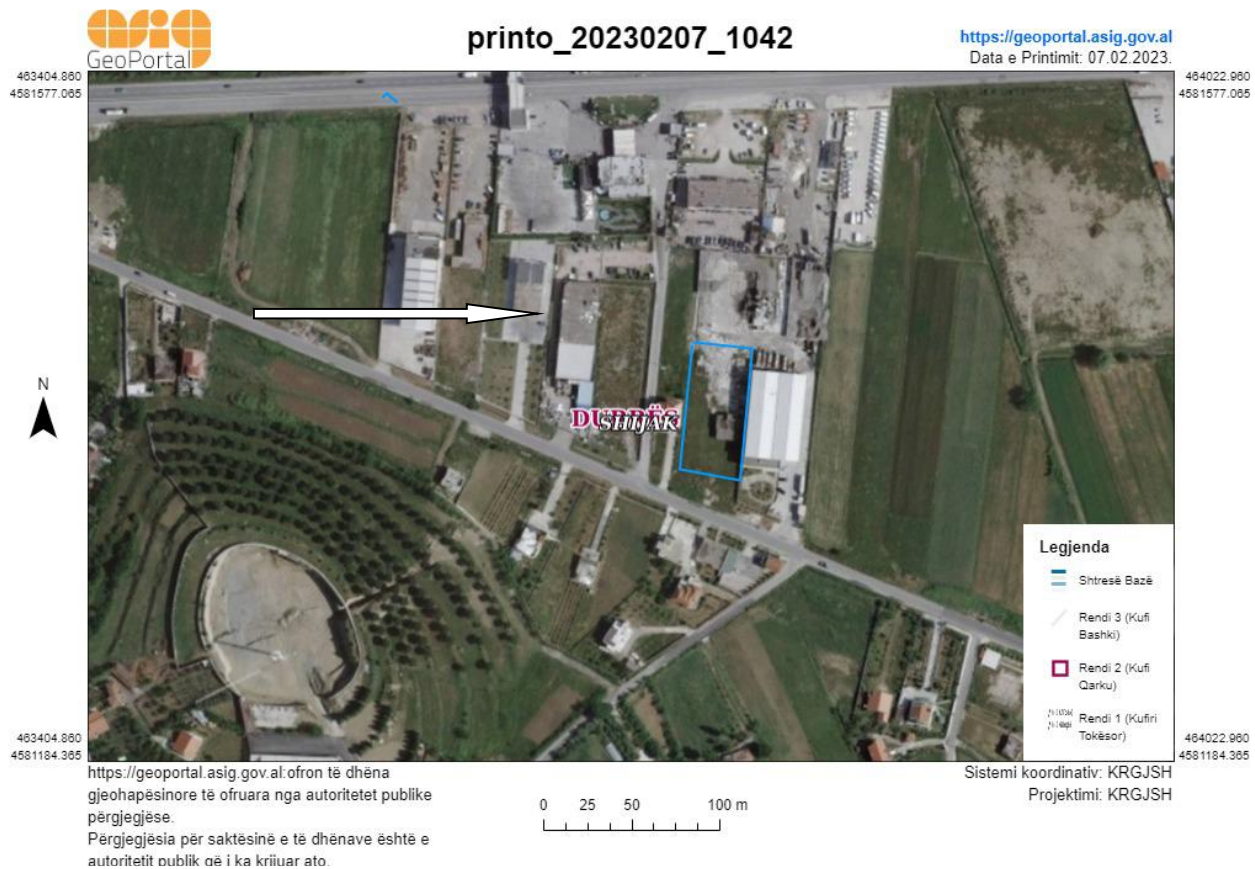 asig
GeoPortal
printo_20230207_1042
https://geoportal.asig.gov.al
Data e Printimit: 07.02.2023.
463404.860
4581577.065
464022.960
4581577.065
N
DURRËS
SHIJAK
Legjenda
Shtresë Bazë
Rendi 3 (Kufi
Bashki)
Rendi 2 (Kufi
Qarku)
Rendi 1 (Kufiri
Tokësor)
463404.860
4581184.365
464022.960
4581184.365
https://geoportal.asig.gov.al:ofron të dhëna
gjeohapësinore të ofruara nga autoritetet publike
përgjegjëse.
Përgjegjësia për saktësinë e të dhënave është e
autoritetit publik që i ka krijuar ato.
0 25 50 100 m
Sistemi koordinativ: KRGJSH
Projektimi: KRGJSH